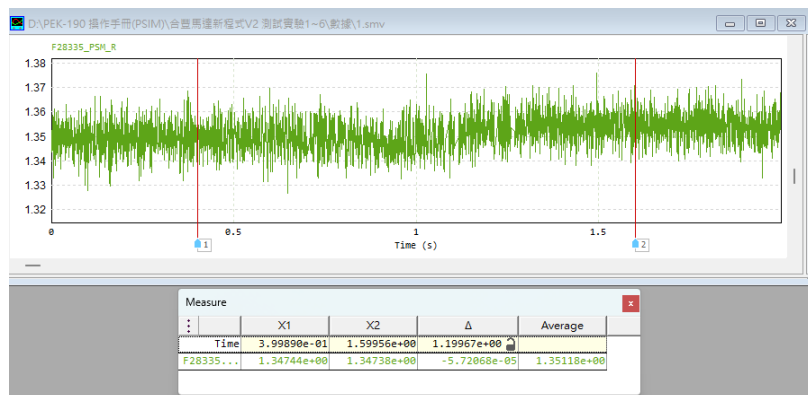 D:\PEK-190 操作手冊(PSIM)\台荁馬達新程式V2 測試實驗1~6\數據\1.smv
F28335_PSM_R
1.38
1.37
1.36
1.35
1.34
1.33
1.32
0 0.5 1 1.5
1 2
Time (s)
Measure
X1 X2 Δ Average
Time 3.99890e-01 1.59956e+00 1.19967e+00
F28335... 1.34744e+00 1.34738e+00 -5.72068e-05 1.35118e+00